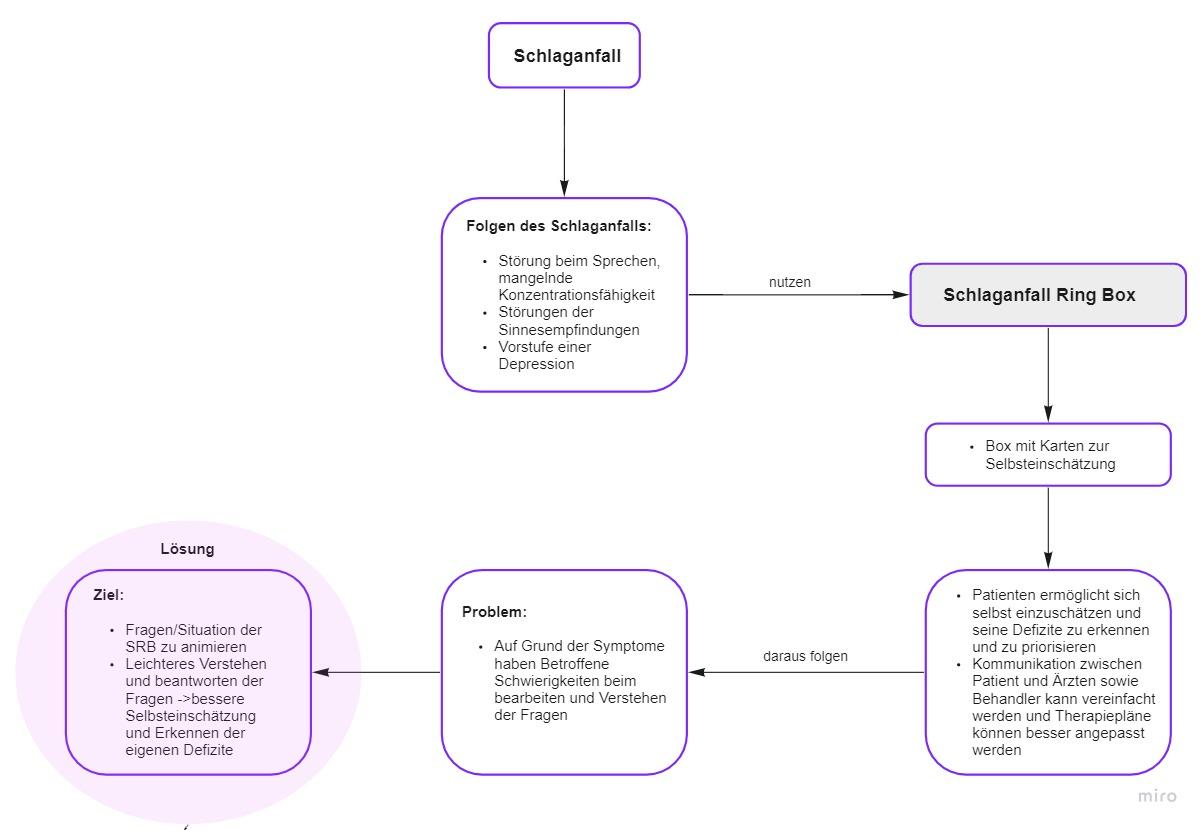 Schlaganfall
Folgen des Schlaganfalls:
• Störung beim Sprechen,
mangelnde
Konzentrationsfähigkeit
• Störungen der
Sinnesempfindungen
• Vorstufe einer
Depression
nutzen
Schlaganfall Ring Box
• Box mit Karten zur
Selbsteinschätzung
• Patienten ermöglicht sich
selbst einzuschätzen und
seine Defizite zu erkennen
und zu priorisieren
• Kommunikation zwischen
Patient und Ärzten sowie
Behandler kann vereinfacht
werden und Therapiepläne
können besser angepasst
werden
daraus folgen
Problem:
• Auf Grund der Symptome
haben Betroffene
Schwierigkeiten beim
bearbeiten und Verstehen
der Fragen
Lösung
Ziel:
• Fragen/Situation der
SRB zu animieren
• Leichteres Verstehen
und beantworten der
Fragen ->bessere
Selbsteinschätzung
und Erkennen der
eigenen Defizite
miro